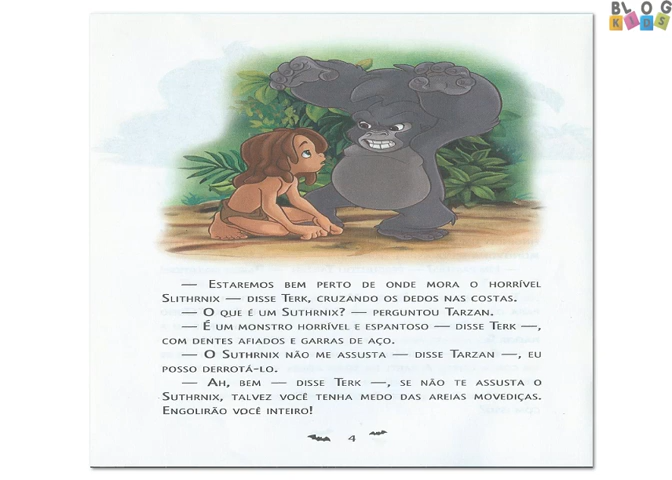 BLOG
KIDS
— Estaremos bem perto de onde mora o horrível
Slithrnix — disse Terk, cruzando os dedos nas costas.
— O que é um Suthrnix? — perguntou Tarzan.
— É um monstro horrível e espantoso — disse Terk —,
com dentes afiados e garras de aço.
— O Suthrnix não me assusta — disse Tarzan —, eu
posso derrotá-lo.
— Ah, bem — disse Terk —, se não te assusta o
Suthrnix, talvez você tenha medo das areias movediças.
Engolirão você inteiro!
4